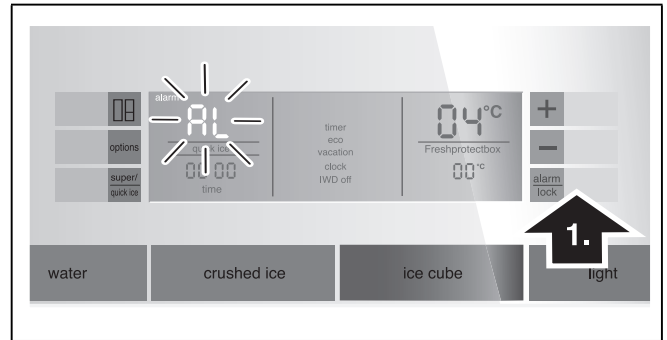 alarm
AL
04°C
+
options
quick ice
timer
eco
vacation
clock
IWD off
Freshprotectbox
–
super/
quick ice
00 00
time
00°C
alarm
lock
1.
water
crushed ice
ice cube
light